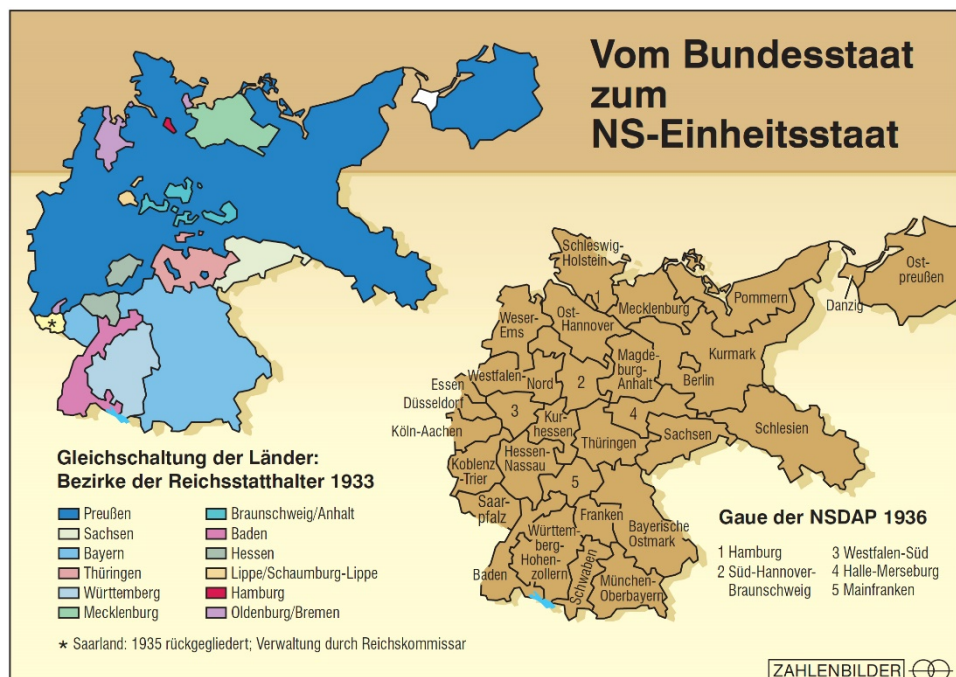 Vom Bundesstaat
zum
NS-Einheitsstaat
*
Gleichschaltung der Länder:
Bezirke der Reichsstatthalter 1933
Preußen
Sachsen
Bayern
Thüringen
Württemberg
Mecklenburg
Braunschweig/Anhalt
Baden
Hessen
Lippe/Schaumburg-Lippe
Hamburg
Oldenburg/Bremen
* Saarland: 1935 rückgegliedert; Verwaltung durch Reichskommissar
Schleswig-
Holstein
Ost-
preußen
Danzig
Pommern
Mecklenburg
1
Ost-
Hannover
Weser-
Ems
Kurmark
Berlin
Magde-
burg-
Anhalt
2
Westfalen-
Nord
Essen
Düsseldorf
Köln-Aachen
3
Kur-
hessen
4
Schlesien
Sachsen
Thüringen
Hessen-
Nassau
Koblenz
-Trier
5
Saar-
pfalz
Franken
Bayerische
Ostmark
Württem-
berg-
Hohen-
zollern
Baden
Schwaben
München-
Oberbayern
Gaue der NSDAP 1936
1 Hamburg
2 Süd-Hannover-
Braunschweig
3 Westfalen-Süd
4 Halle-Merseburg
5 Mainfranken
ZAHLENBILDER